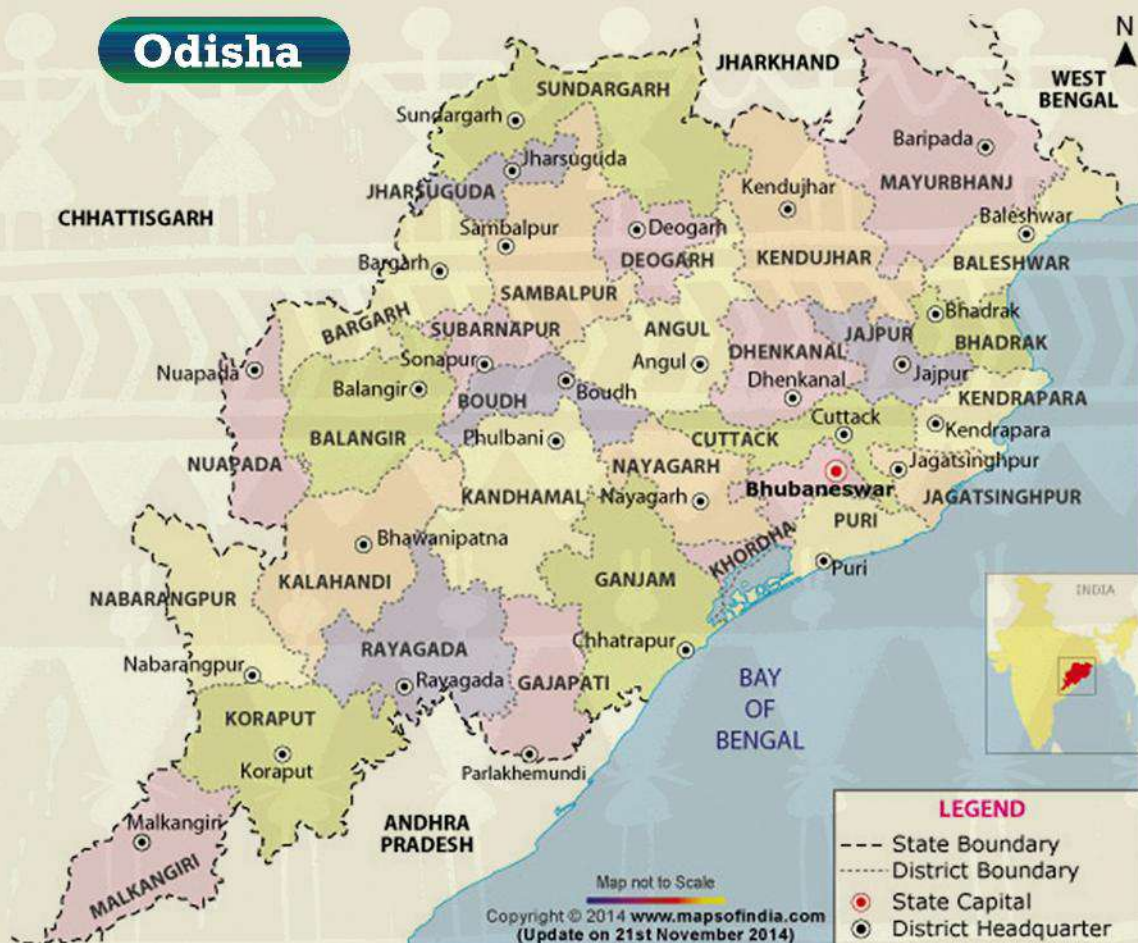 Odisha
N
JHARKHAND
WEST
BENGAL
SUNDARGARH
Sundargarh
Baripada
Jharsuguda
JHARSUGUDA
Kendujhar
MAYURBHANJ
CHHATTISGARH
Sambalpur
Deogarh
Baleshwar
Bargarh
DEOGARH
KENDUJHAR
BALESHWAR
SAMBALPUR
BARGARH
SUBARNAPUR
ANGUL
JAJPUR
Bhadrak
BHADRAK
Nuapada
Sonapur
Angul
DHENKANAL
Jajpur
Balangir
BOUDH
Boudh
Dhenkanal
KENDRAPARA
Cuttack
Kendrapara
BALANGIR
Phulbani
CUTTACK
NUAPADA
NAYAGARH
Jagatsinghpur
KANDHAMAL
Nayagarh
Bhubaneswar
JAGATSINGHPUR
PURI
Bhawanipatna
KHORDHA
Puri
KALAHANDI
GANJAM
NABARANGPUR
INDIA
RAYAGADA
Chhatrapur
Nabarangpur
Rayagada
GAJAPATI
BAY
OF
BENGAL
KORAPUT
Koraput
Parlakhemundi
Malkangiri
ANDHRA
PRADESH
MALKANGIRI
LEGEND
State Boundary
District Boundary
State Capital
District Headquarter
Map not to Scale
Copyright © 2014 www.mapsofindia.com
(Update on 21st November 2014)